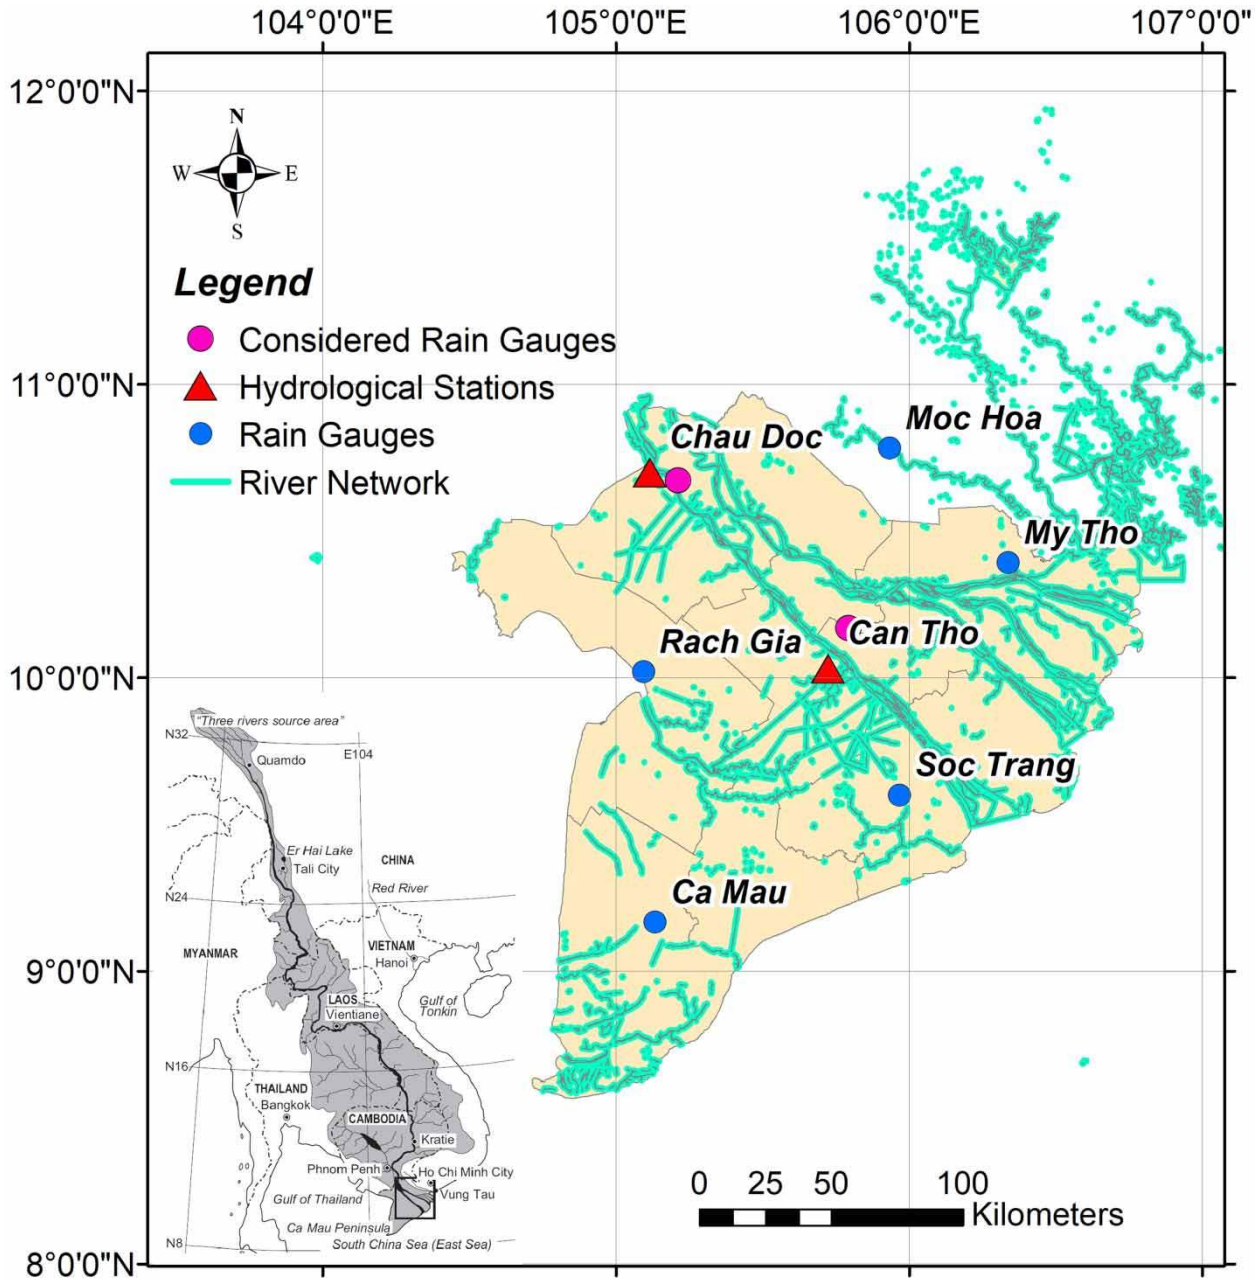 104°0'0"E 105°0'0"E 106°0'0"E 107°0'0"E
12°0'0"N
N
W E
S
Legend
Considered Rain Gauges
Hydrological Stations
Rain Gauges
River Network
11°0'0"N
Moc Hoa
Chau Doc
My Tho
Can Tho
Rach Gia
10°0'0"N
Soc Trang
Ca Mau
9°0'0"N
"Three rivers source area"
N32
E104
Quamdo
Er Hai Lake
Tali City
CHINA
Red River
N24
MYANMAR
VIETNAM
Hanoi
LAOS
Vientiane
Gulf of
Tonkin
N16
THAILAND
Bangkok
CAMBODIA
Kratie
Phnom Penh
Ho Chi Minh City
Vung Tau
Gulf of Thailand
Ca Mau Peninsula
South China Sea (East Sea)
N8
0 25 50 100
Kilometers
8°0'0"N